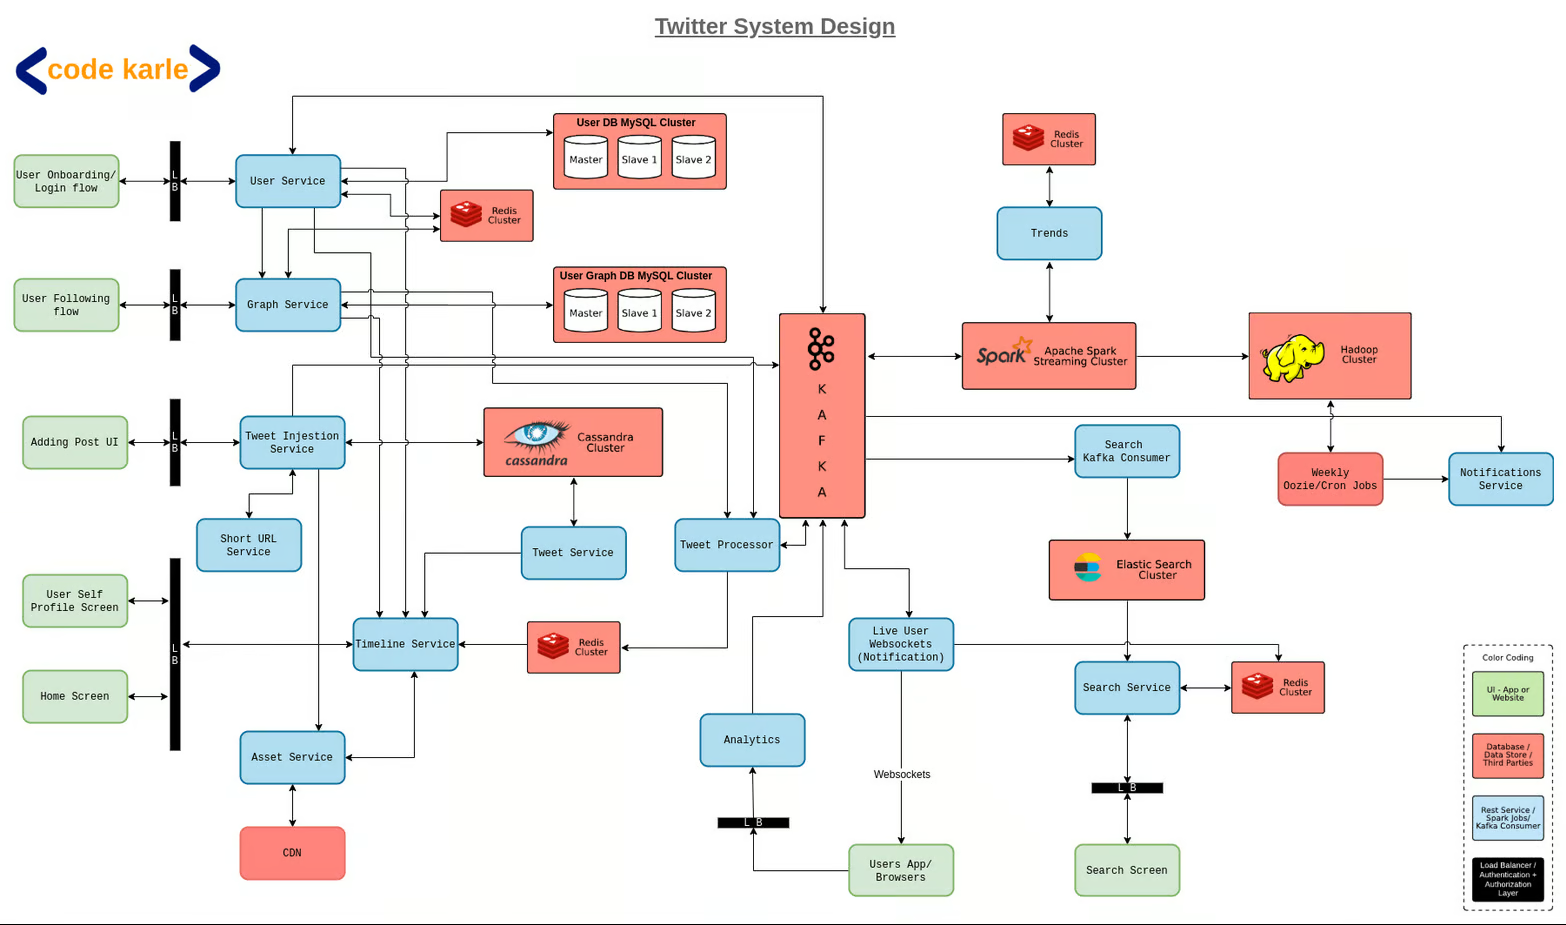 Twitter System Design
<code karle>
User DB MySQL Cluster
Master
Slave 1
Slave 2
Redis
Cluster
User Onboarding/
Login flow
L
B
User Service
Redis
Cluster
Trends
User Graph DB MySQL Cluster
Master
Slave 1
Slave 2
User Following
flow
L
B
Graph Service
K
A
F
K
A
Spark
Apache Spark
Streaming Cluster
Hadoop
Cluster
Adding Post UI
L
B
Tweet Injestion
Service
cassandra
Cassandra
Cluster
Search
Kafka Consumer
Weekly
Oozie/Cron Jobs
Notifications
Service
Short URL
Service
Tweet Service
Tweet Processor
Elastic Search
Cluster
User Self
Profile Screen
L
B
Timeline Service
Redis
Cluster
Live User
Websockets
(Notification)
Home Screen
Search Service
Redis
Cluster
Asset Service
Analytics
Websockets
L B
L B
CDN
Users App/
Browsers
Search Screen
Color Coding
UI - App or
Website
Database /
Data Store /
Third Parties
Rest Service /
Spark Jobs/
Kafka Consumer
Load Balancer /
Authentication +
Authorization
Layer